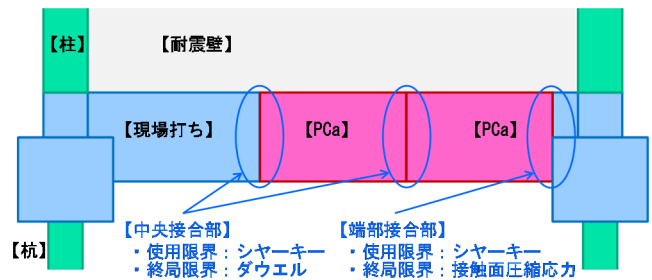 【柱】
【耐震壁】
【現場打ち】
【PCa】
【PCa】
【中央接合部】
・使用限界：シヤーキー
・終局限界：ダウエル
【端部接合部】
・使用限界：シヤーキー
・終局限界：接触面圧縮応力
【杭】